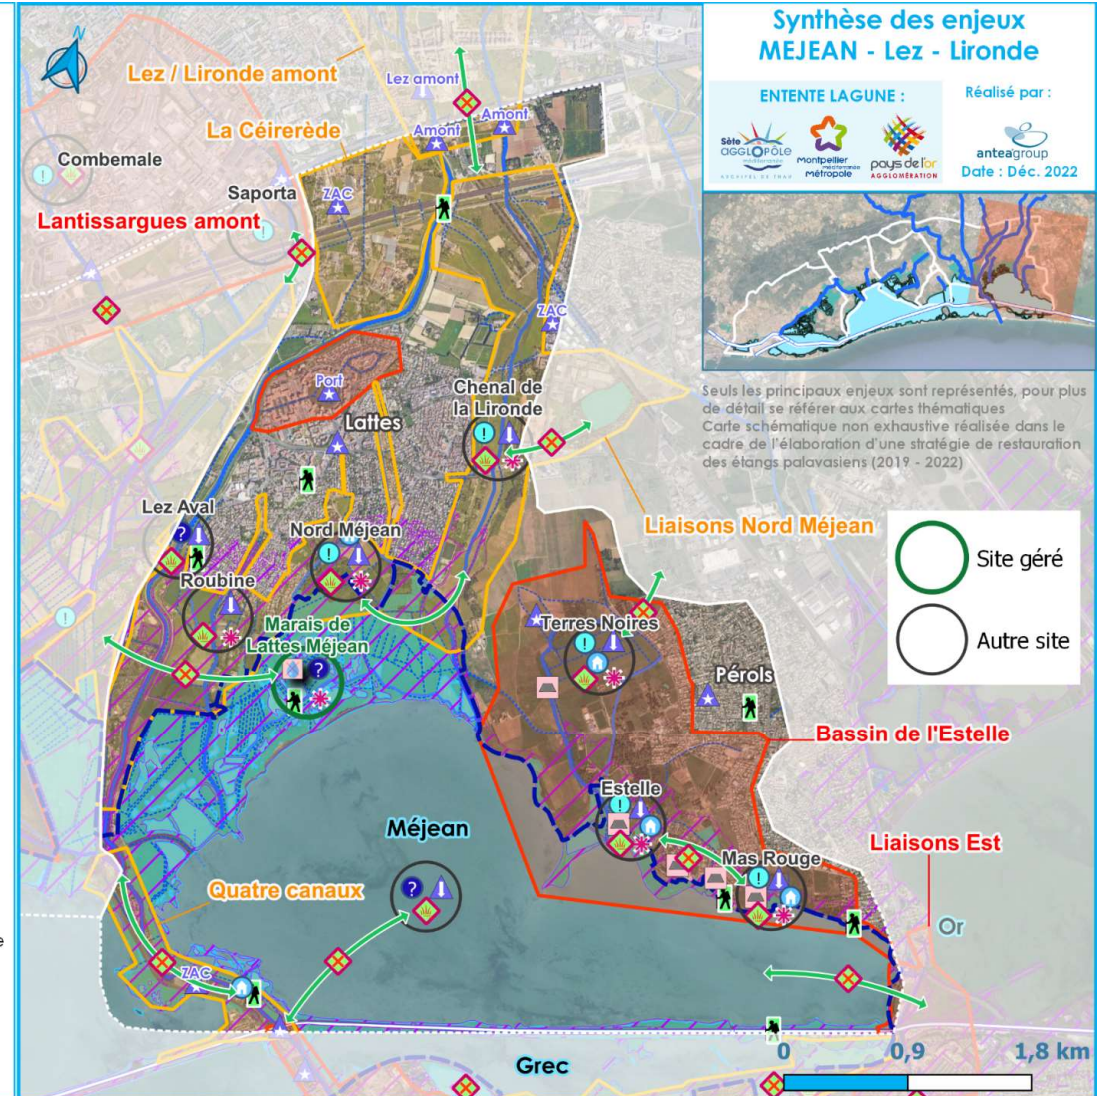 Synthèse des enjeux
MEJEAN - Lez - Lironde
ENTENTE LAGUNE :
Réalisé par :
Sète
agglopôle
méditerranée
ARCHIPEL DE THAU
Montpellier
méditerranée
métropole
pays de l'or
AGGLOMÉRATION
anteagroup
Date : Déc. 2022
N
Lez / Lironde amont
Lez amont
La Céirerède
Amont
Amont
Combemale
Saporta
ZAC
Lantissargues amont
ZAC
Seuls les principaux enjeux sont représentés, pour plus
de détail se référer aux cartes thématiques
Carte schématique non exhaustive réalisée dans le
cadre de l'élaboration d'une stratégie de restauration
des étangs palavasiens (2019 - 2022)
Port
Chenal de
la Lironde
Lattes
!
!
Lez Aval
?
Nord Méjean
!
Liaisons Nord Méjean
Site géré
Autre site
Roubine
!
Marais de
Lattes Méjean
?
Terres Noires
!
Pérols
Bassin de l'Estelle
Estelle
!
Méjean
Mas Rouge
!
Liaisons Est
?
Quatre canaux
Or
e
ZAC
Grec
0
0,9
1,8 km